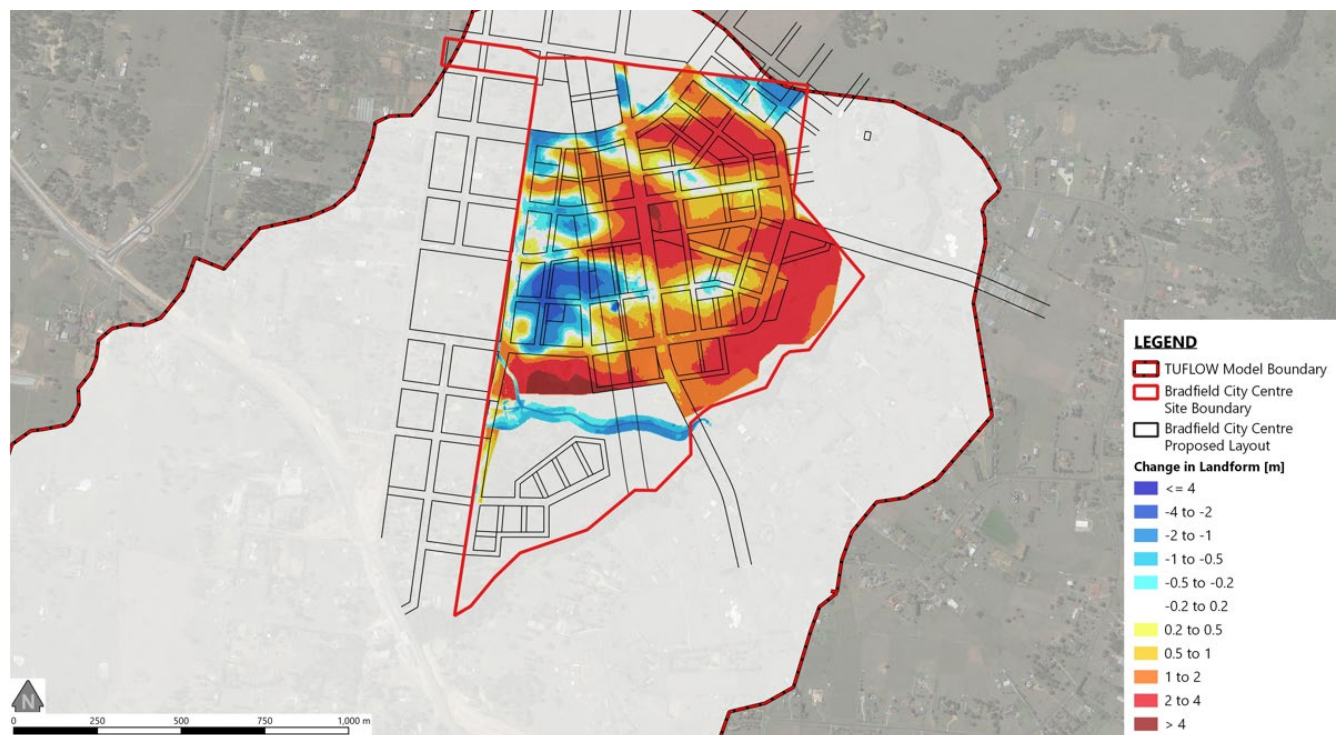 LEGEND
TUFLOW Model Boundary
Bradfield City Centre
Site Boundary
Bradfield City Centre
Proposed Layout
Change in Landform [m]
<= 4
-4 to -2
-2 to -1
-1 to -0.5
-0.5 to -0.2
-0.2 to 0.2
0.2 to 0.5
0.5 to 1
1 to 2
2 to 4
> 4
N
0 250 500 750 1,000 m